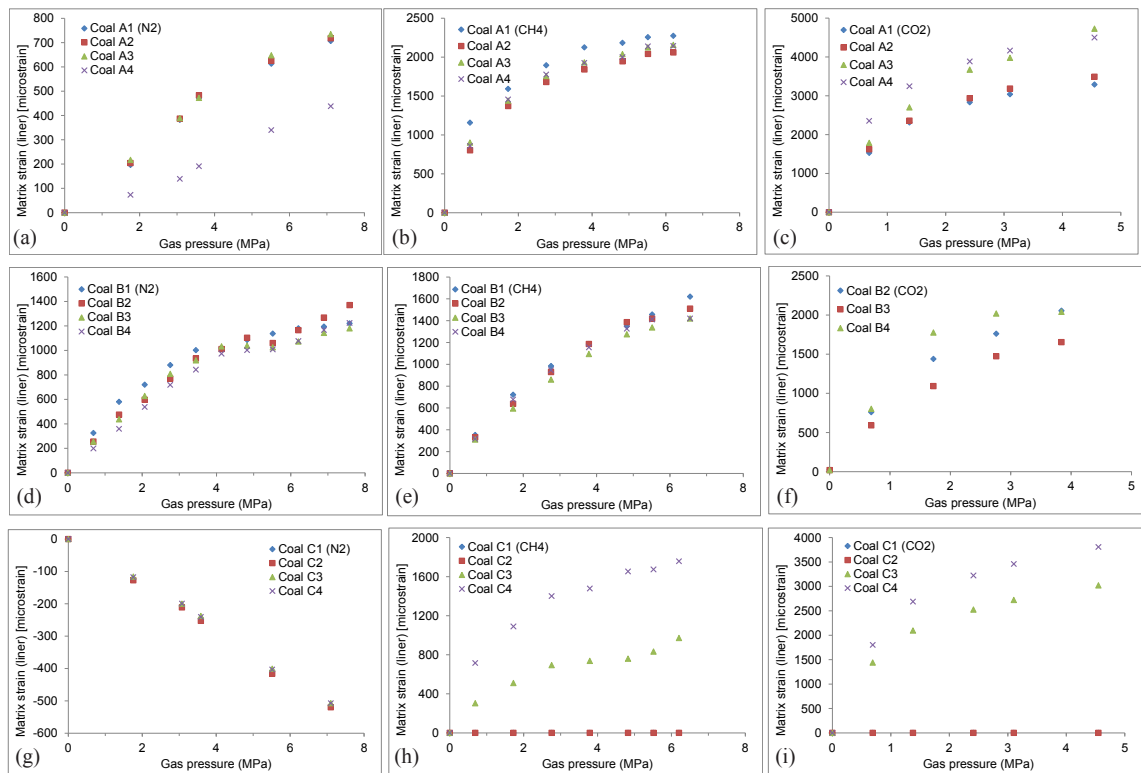 800
700
600
500
400
300
200
100
0
0 2 4 6 8
Matrix strain (liner) [microstrain]
Gas pressure (MPa)
Coal A1 (N2)
Coal A2
Coal A3
Coal A4
(a)
2500
2000
1500
1000
500
0
0 2 4 6 8
Matrix strain (liner) [microstrain]
Gas pressure (MPa)
Coal A1 (CH4)
Coal A2
Coal A3
Coal A4
(b)
5000
4000
3000
2000
1000
0
0 1 2 3 4 5
Matrix strain (liner) [microstrain]
Gas pressure (MPa)
Coal A1 (CO2)
Coal A2
Coal A3
Coal A4
(c)
1600
1400
1200
1000
800
600
400
200
0
0 2 4 6 8
Matrix strain (liner) [microstrain]
Gas pressure (MPa)
Coal B1 (N2)
Coal B2
Coal B3
Coal B4
(d)
1800
1600
1400
1200
1000
800
600
400
200
0
0 2 4 6 8
Matrix strain (liner) [microstrain]
Gas pressure (MPa)
Coal B1 (CH4)
Coal B2
Coal B3
Coal B4
(e)
2500
2000
1500
1000
500
0
0 1 2 3 4 5
Matrix strain (liner) [microstrain]
Gas pressure (MPa)
Coal B2 (CO2)
Coal B3
Coal B4
(f)
-0
-100
-200
-300
-400
-500
-600
0 2 4 6 8
Matrix strain (liner) [microstrain]
Gas pressure (MPa)
Coal C1 (N2)
Coal C2
Coal C3
Coal C4
(g)
2000
1600
1200
800
400
0
0 2 4 6 8
Matrix strain (liner) [microstrain]
Gas pressure (MPa)
Coal C1 (CH4)
Coal C2
Coal C3
Coal C4
(h)
4000
3500
3000
2500
2000
1500
1000
500
0
0 1 2 3 4 5
Matrix strain (liner) [microstrain]
Gas pressure (MPa)
Coal C1 (CO2)
Coal C2
Coal C3
Coal C4
(i)